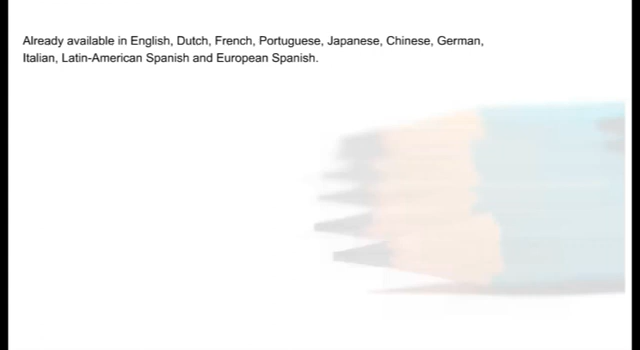 Already available in English, Dutch, French, Portuguese, Japanese, Chinese, German,
Italian, Latin-American Spanish and European Spanish.